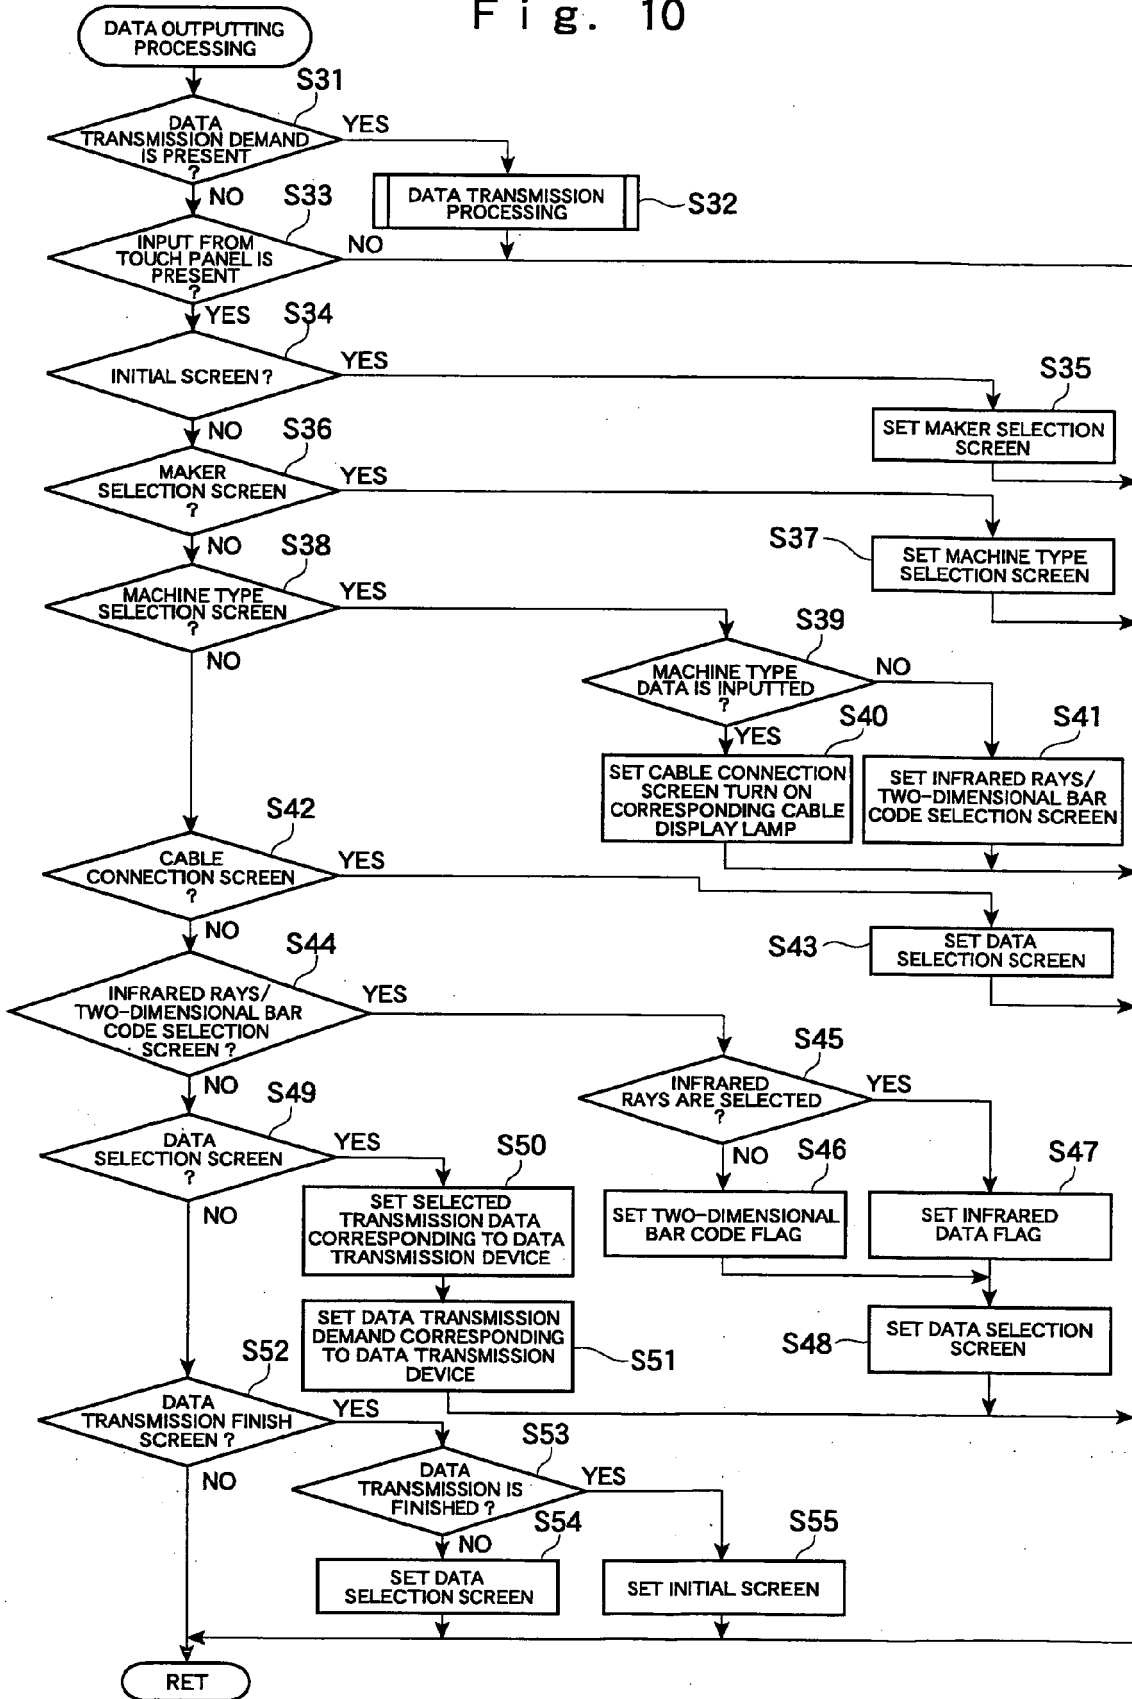 Fig. 10
DATA OUTPUTTING
PROCESSING
S31
DATA
TRANSMISSION DEMAND
IS PRESENT
?
YES
NO
DATA TRANSMISSION
PROCESSING
S32
S33
INPUT FROM
TOUCH PANEL IS
PRESENT
?
NO
YES
S34
INITIAL SCREEN ?
YES
NO
S35
SET MAKER SELECTION
SCREEN
S36
MAKER
SELECTION SCREEN
?
YES
NO
S37
SET MACHINE TYPE
SELECTION SCREEN
S38
MACHINE TYPE
SELECTION SCREEN
?
YES
NO
S39
MACHINE TYPE
DATA IS INPUTTED
?
NO
YES
S40
SET CABLE CONNECTION
SCREEN TURN ON
CORRESPONDING CABLE
DISPLAY LAMP
S41
SET INFRARED RAYS/
TWO-DIMENSIONAL BAR
CODE SELECTION SCREEN
S42
CABLE
CONNECTION SCREEN
?
YES
NO
S43
SET DATA
SELECTION SCREEN
S44
INFRARED RAYS/
TWO-DIMENSIONAL BAR
CODE SELECTION
SCREEN ?
YES
NO
S45
INFRARED
RAYS ARE SELECTED
?
YES
NO
S46
SET TWO-DIMENSIONAL
BAR CODE FLAG
S47
SET INFRARED
DATA FLAG
S48
SET DATA SELECTION
SCREEN
S49
DATA
SELECTION SCREEN
?
YES
NO
S50
SET SELECTED
TRANSMISSION DATA
CORRESPONDING TO DATA
TRANSMISSION DEVICE
SET DATA TRANSMISSION
DEMAND CORRESPONDING
TO DATA TRANSMISSION
DEVICE
S51
S52
DATA
TRANSMISSION FINISH
SCREEN ?
YES
NO
S53
DATA
TRANSMISSION IS
FINISHED ?
YES
NO
S54
SET DATA
SELECTION SCREEN
S55
SET INITIAL SCREEN
RET